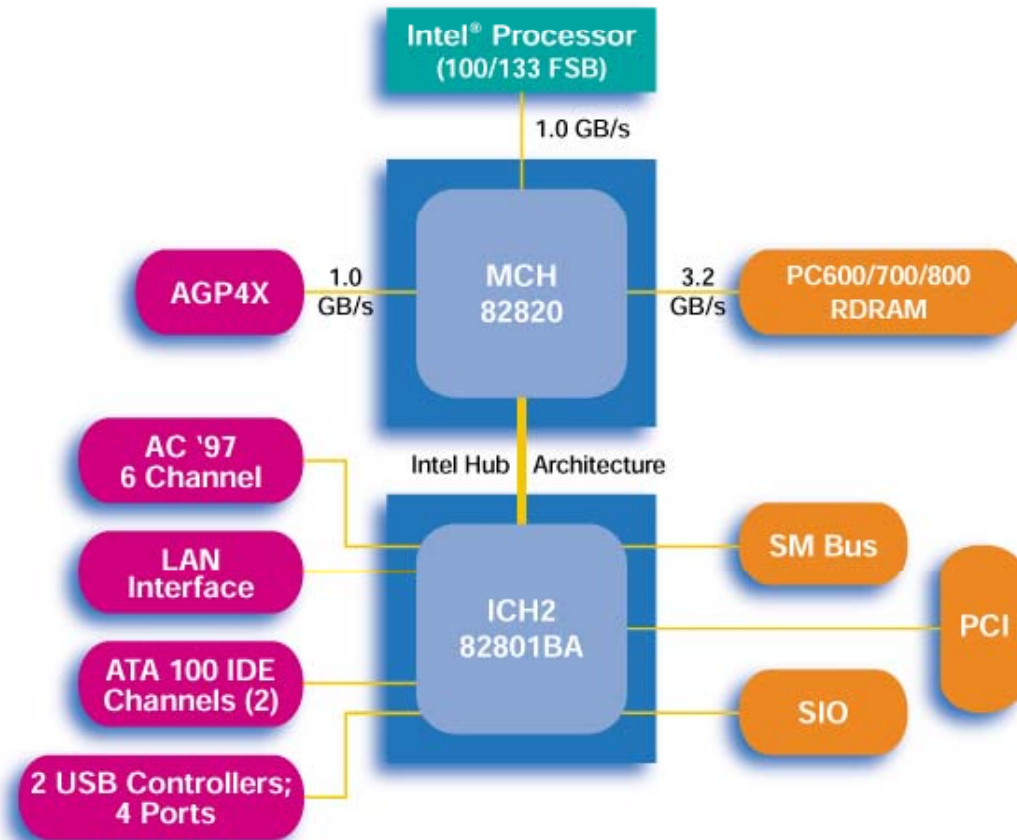 Intel® Processor
(100/133 FSB)
1.0 GB/s
AGP4X
1.0
GB/s
MCH
82820
3.2
GB/s
PC600/700/800
RDRAM
AC '97
6 Channel
Intel Hub Architecture
LAN
Interface
SM Bus
ICH2
82801BA
PCI
ATA 100 IDE
Channels (2)
SIO
2 USB Controllers;
4 Ports